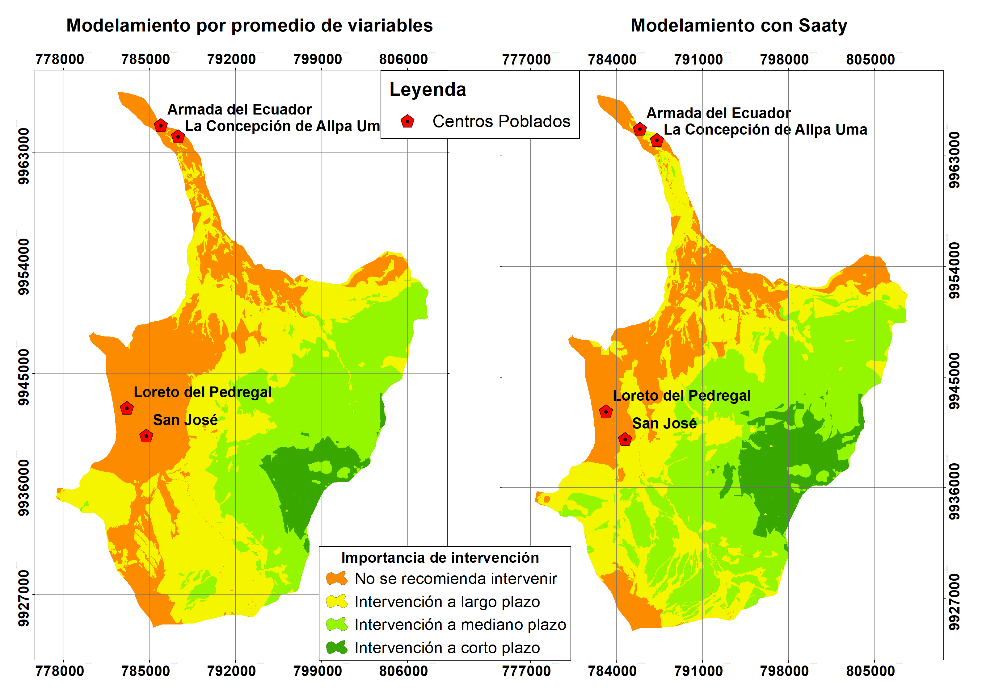 Modelamiento por promedio de viariables
Modelamiento con Saaty
778000 785000 792000 799000 806000
777000 784000 791000 798000 805000
Leyenda
Centros Poblados
Armada del Ecuador
La Concepción de Allpa Um
Armada del Ecuador
La Concepción de Allpa Uma
9963000
9954000
9945000
9936000
9927000
9963000
9954000
9945000
9936000
9927000
Loreto del Pedregal
San José
Loreto del Pedregal
San José
Importancia de intervención
No se recomienda intervenir
Intervención a largo plazo
Intervención a mediano plazo
Intervención a corto plazo
778000 785000 792000 799000 806000
777000 784000 791000 798000 805000